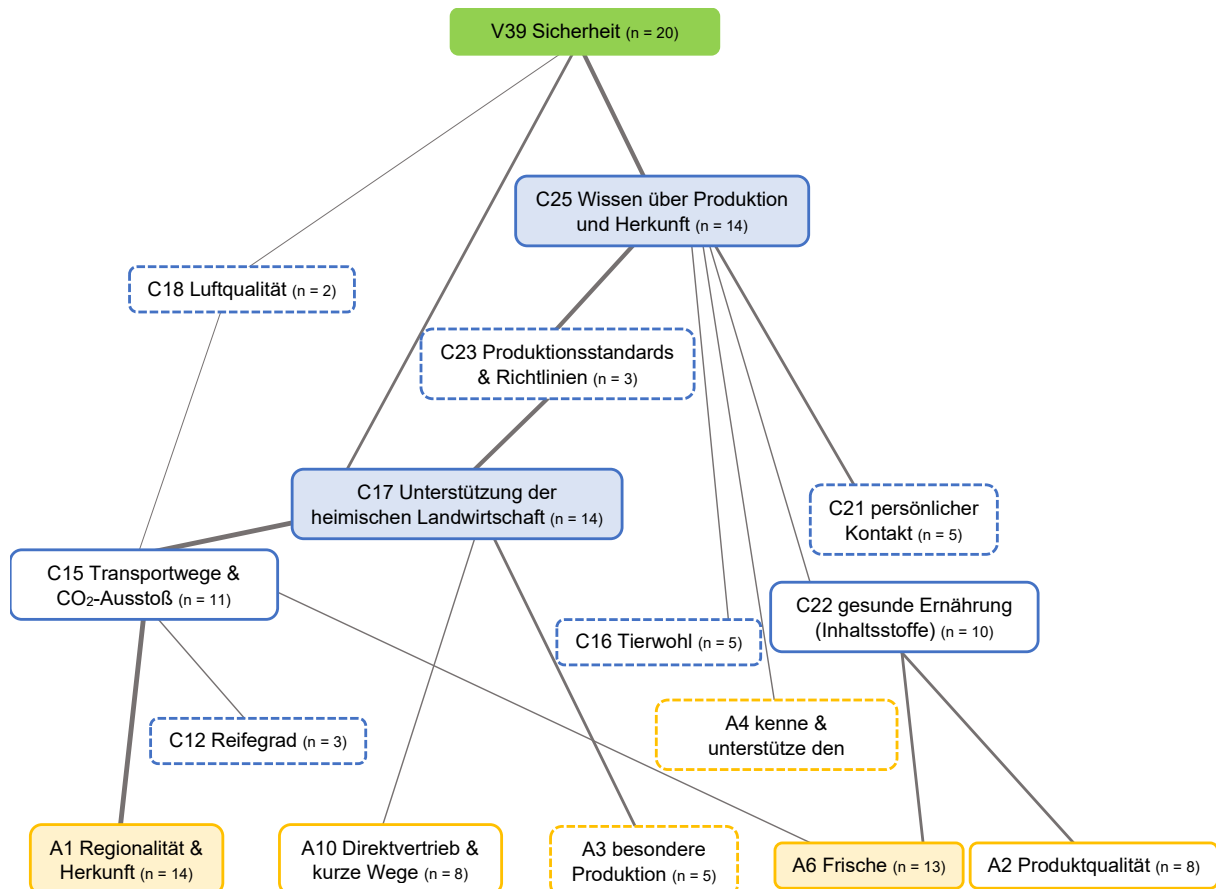 V39 Sicherheit (n = 20)
C25 Wissen über Produktion
und Herkunft (n = 14)
C18 Luftqualität (n = 2)
C23 Produktionsstandards
& Richtlinien (n = 3)
C17 Unterstützung der
heimischen Landwirtschaft (n = 14)
C21 persönlicher
Kontakt (n = 5)
C15 Transportwege &
CO₂-Ausstoß (n = 11)
C22 gesunde Ernährung
(Inhaltsstoffe) (n = 10)
C16 Tierwohl (n = 5)
A4 kenne &
unterstütze den
C12 Reifegrad (n = 3)
A1 Regionalität &
Herkunft (n = 14)
A10 Direktvertrieb &
kurze Wege (n = 8)
A3 besondere
Produktion (n = 5)
A6 Frische (n = 13)
A2 Produktqualität (n = 8)